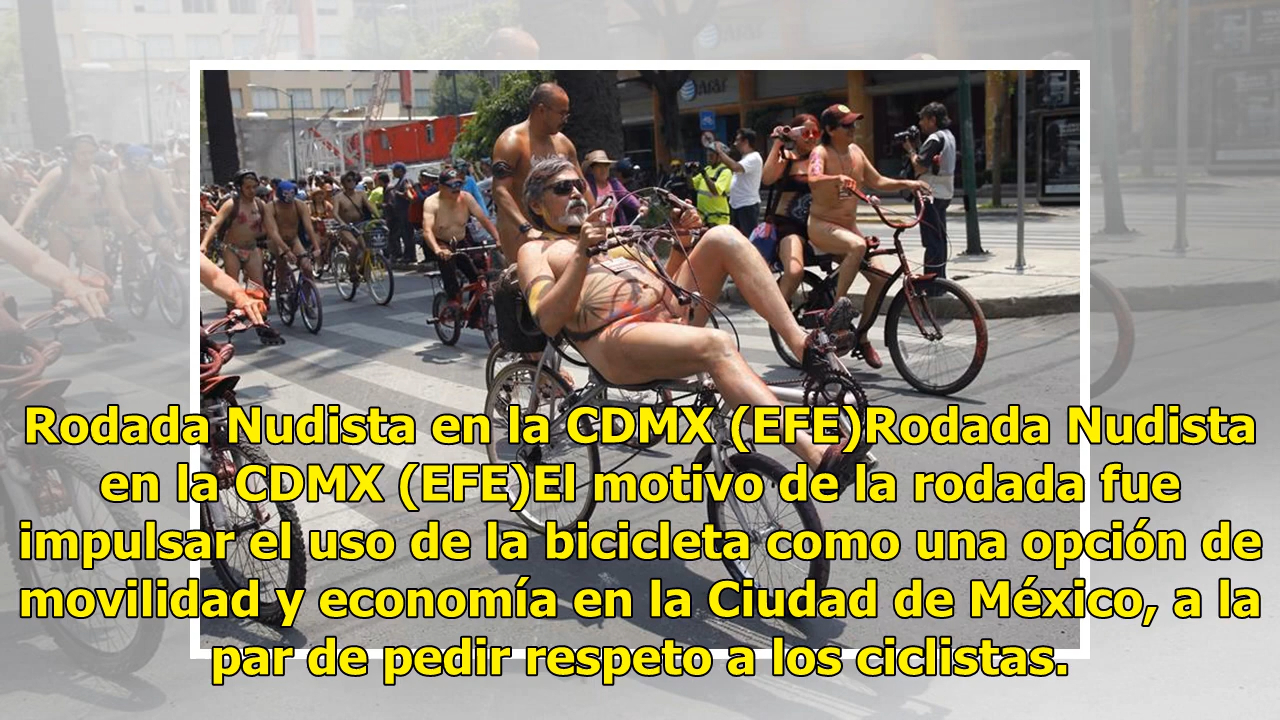 AT&T
Rodada Nudista en la CDMX (EFE)Rodada Nudista
en la CDMX (EFE)El motivo de la rodada fue
impulsar el uso de la bicicleta como una opción de
movilidad y economía en la Ciudad de México, a la
par de pedir respeto a los ciclistas.